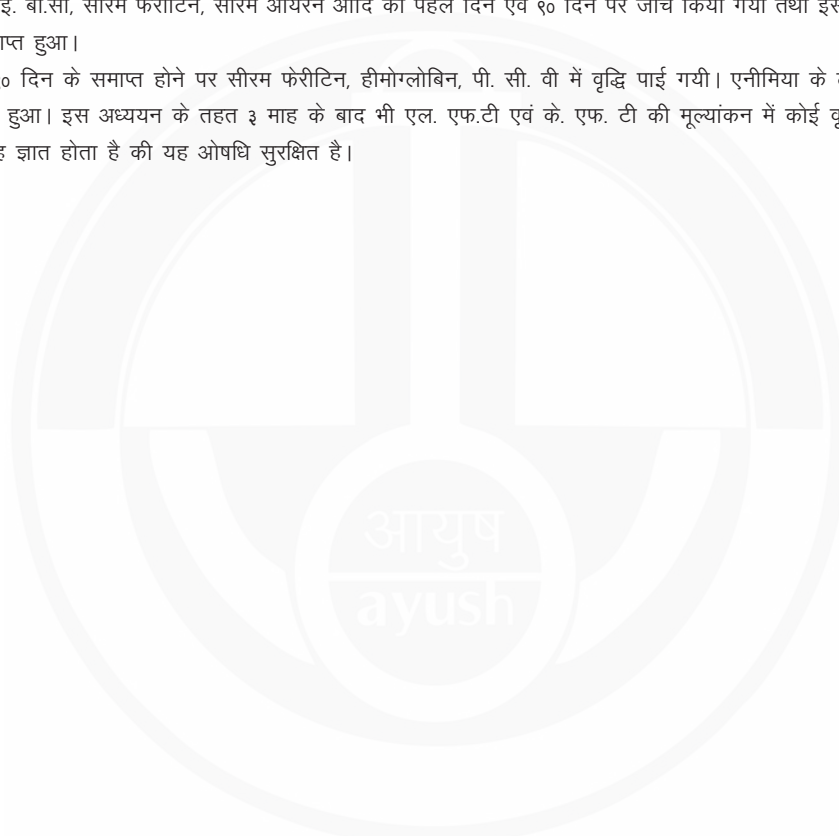 इ. बी.सी, सीरम फेरीटिन, सीरम आयरन आदि का पहले दिन एवं ९० दिन पर जाँच किया गया तथा
हुआ।
दिन के समाप्त होने पर सीरम फेरीटिन, हीमोग्लोबिन, पी. सी. वी में वृद्धि पाई गयी। एनीमिया के
हुआ। इस अध्ययन के तहत ३ माह के बाद भी एल. एफ.टी एवं के. एफ. टी की मूल्यांकन में कोई
ज्ञात होता है की यह ओषधि सुरक्षित है।
आयुष
ayush